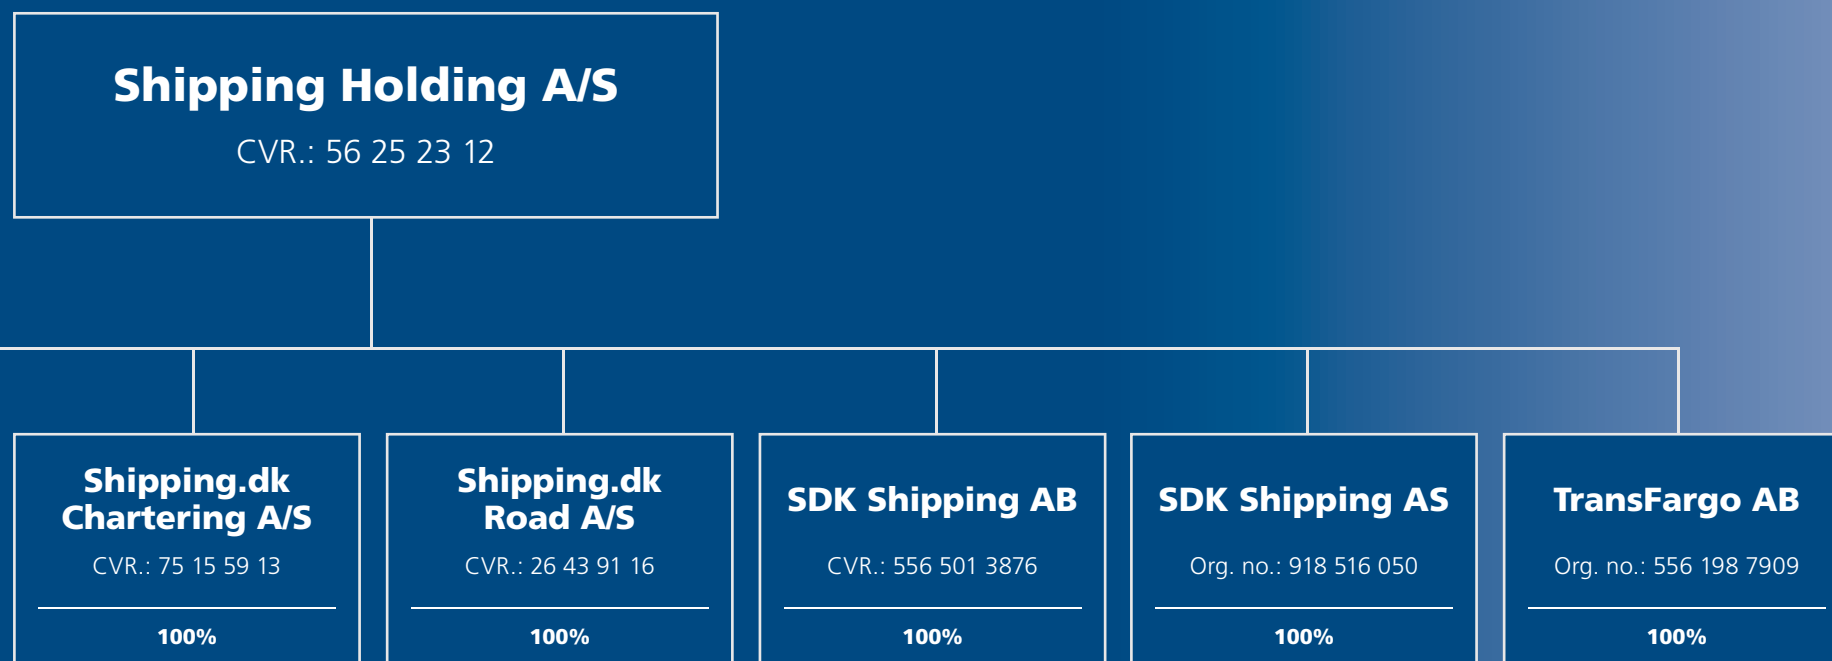 Shipping Holding A/S
CVR.: 56 25 23 12
Shipping.dk
Chartering A/S
CVR.: 75 15 59 13
100%
Shipping.dk
Road A/S
CVR.: 26 43 91 16
100%
SDK Shipping AB
CVR.: 556 501 3876
100%
SDK Shipping AS
Org. no.: 918 516 050
100%
TransFargo AB
Org. no.: 556 198 7909
100%